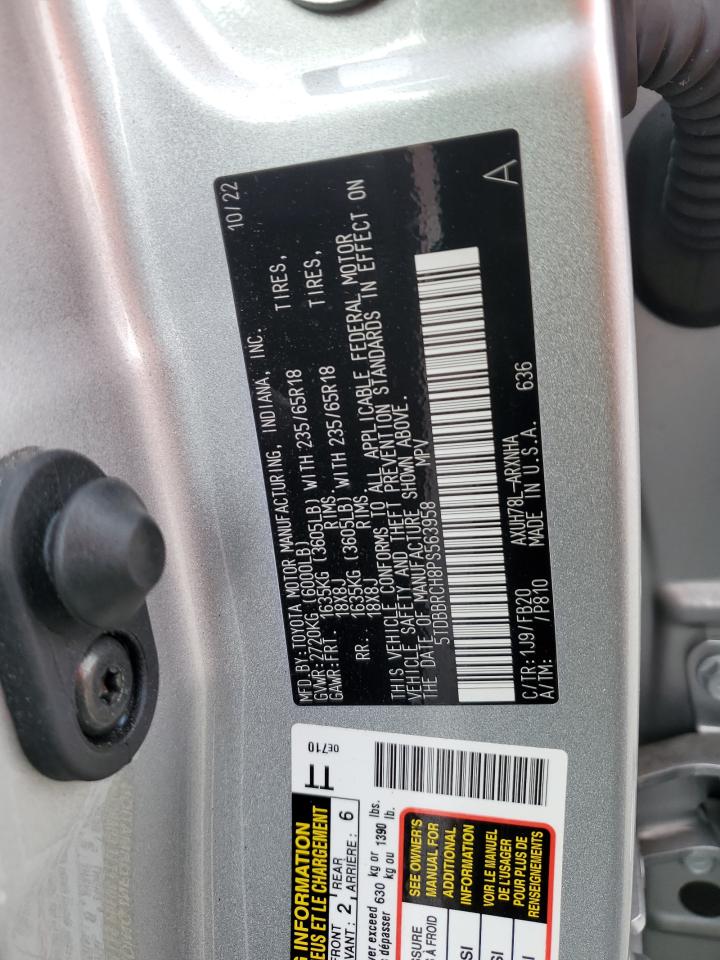 MFD.BY:TOYOTA MOTOR MANUFACTURING, INDIANA, INC. 10/22
GVWR:2720KG (6000LB)
GAWR:FRT. 1635KG (3605LB) WITH 235/65R18 TIRES,
18X8J RIMS
RR. 1635KG (3605LB) WITH 235/65R18 TIRES,
18X8J RIMS
THIS VEHICLE CONFORMS TO ALL APPLICABLE FEDERAL MOTOR
VEHICLE SAFETY AND THEFT PREVENTION STANDARDS IN EFFECT ON
THE DATE OF MANUFACTURE SHOWN ABOVE.
5TDBBRCH8PS563958 MPV
C/TR:1J9/FB20 AXUH78L-ARXNHA 636
A/TM: /P810 MADE IN U.S.A. A
0E710
INFORMATION
ET LE CHARGEMENT
FRONT 2 REAR 6
AVANT: ARRIÈRE:
exceed 630 kg or 1390 lbs.
dépasser kg ou lb.
SEE OWNER'S
MANUAL FOR
ADDITIONAL
INFORMATION
VOIR LE MANUEL
DE L'USAGER
POUR PLUS DE
RENSEIGNEMENTS
À FROID